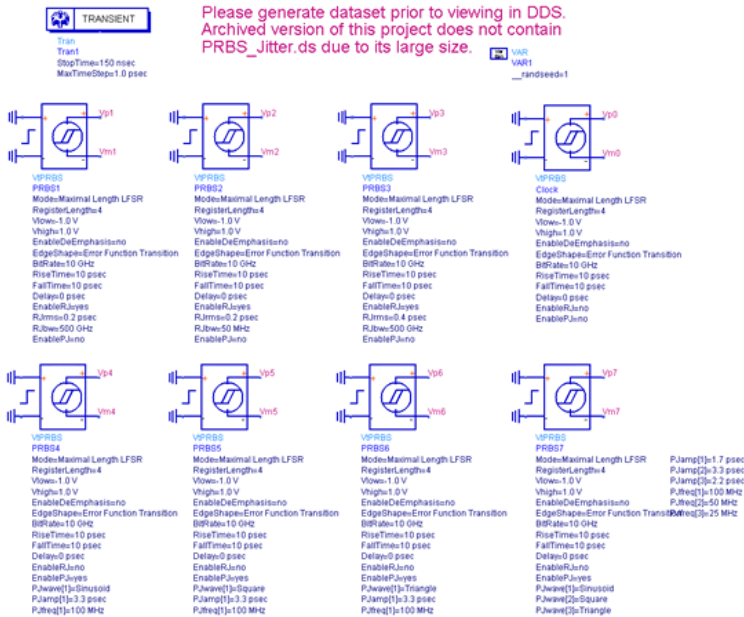 TRANSIENT
Tran
Tran1
StopTime=150 nsec
MaxTimeStep=1.0 psec
Please generate dataset prior to viewing in DDS.
Archived version of this project does not contain
PRBS_Jitter.ds due to its large size.
VAR
VAR1
__randseed=1
Vp1
Vm1
VtPRBS
PRBS1
Mode=Maximal Length LFSR
RegisterLength=4
Vlow=-1.0 V
Vhigh=1.0 V
EnableDeEmphasis=no
EdgeShape=Error Function Transition
BitRate=10 GHz
RiseTime=10 psec
FallTime=10 psec
Delay=0 psec
EnableRJ=yes
RJrms=0.2 psec
RJbw=500 GHz
EnablePJ=no
Vp2
Vm2
VtPRBS
PRBS2
Mode=Maximal Length LFSR
RegisterLength=4
Vlow=-1.0 V
Vhigh=1.0 V
EnableDeEmphasis=no
EdgeShape=Error Function Transition
BitRate=10 GHz
RiseTime=10 psec
FallTime=10 psec
Delay=0 psec
EnableRJ=yes
RJrms=0.2 psec
RJbw=50 MHz
EnablePJ=no
Vp3
Vm3
VtPRBS
PRBS3
Mode=Maximal Length LFSR
RegisterLength=4
Vlow=-1.0 V
Vhigh=1.0 V
EnableDeEmphasis=no
EdgeShape=Error Function Transition
BitRate=10 GHz
RiseTime=10 psec
FallTime=10 psec
Delay=0 psec
EnableRJ=yes
RJrms=0.4 psec
RJbw=500 GHz
EnablePJ=no
Vp0
Vm0
VtPRBS
Clock
Mode=Maximal Length LFSR
RegisterLength=4
Vlow=-1.0 V
Vhigh=1.0 V
EnableDeEmphasis=no
EdgeShape=Error Function Transition
BitRate=10 GHz
RiseTime=10 psec
FallTime=10 psec
Delay=0 psec
EnableRJ=no
EnablePJ=no
Vp4
Vm4
VtPRBS
PRBS4
Mode=Maximal Length LFSR
RegisterLength=4
Vlow=-1.0 V
Vhigh=1.0 V
EnableDeEmphasis=no
EdgeShape=Error Function Transition
BitRate=10 GHz
RiseTime=10 psec
FallTime=10 psec
Delay=0 psec
EnableRJ=no
EnablePJ=yes
PJwave[1]=Sinusoid
PJamp[1]=3.3 psec
PJfreq[1]=100 MHz
Vp5
Vm5
VtPRBS
PRBS5
Mode=Maximal Length LFSR
RegisterLength=4
Vlow=-1.0 V
Vhigh=1.0 V
EnableDeEmphasis=no
EdgeShape=Error Function Transition
BitRate=10 GHz
RiseTime=10 psec
FallTime=10 psec
Delay=0 psec
EnableRJ=no
EnablePJ=yes
PJwave[1]=Square
PJamp[1]=3.3 psec
PJfreq[1]=100 MHz
Vp6
Vm6
VtPRBS
PRBS6
Mode=Maximal Length LFSR
RegisterLength=4
Vlow=-1.0 V
Vhigh=1.0 V
EnableDeEmphasis=no
EdgeShape=Error Function Transition
BitRate=10 GHz
RiseTime=10 psec
FallTime=10 psec
Delay=0 psec
EnableRJ=no
EnablePJ=yes
PJwave[1]=Triangle
PJamp[1]=3.3 psec
PJfreq[1]=100 MHz
Vp7
Vm7
VtPRBS
PRBS7
Mode=Maximal Length LFSR
RegisterLength=4
Vlow=-1.0 V
Vhigh=1.0 V
EnableDeEmphasis=no
EdgeShape=Error Function Transition
BitRate=10 GHz
RiseTime=10 psec
FallTime=10 psec
Delay=0 psec
EnableRJ=no
EnablePJ=yes
PJwave[1]=Sinusoid
PJwave[2]=Square
PJwave[3]=Triangle
PJamp[1]=1.7 psec
PJamp[2]=3.3 psec
PJamp[3]=2.2 psec
PJfreq[1]=100 MHz
PJfreq[2]=50 MHz
PJfreq[3]=25 MHz